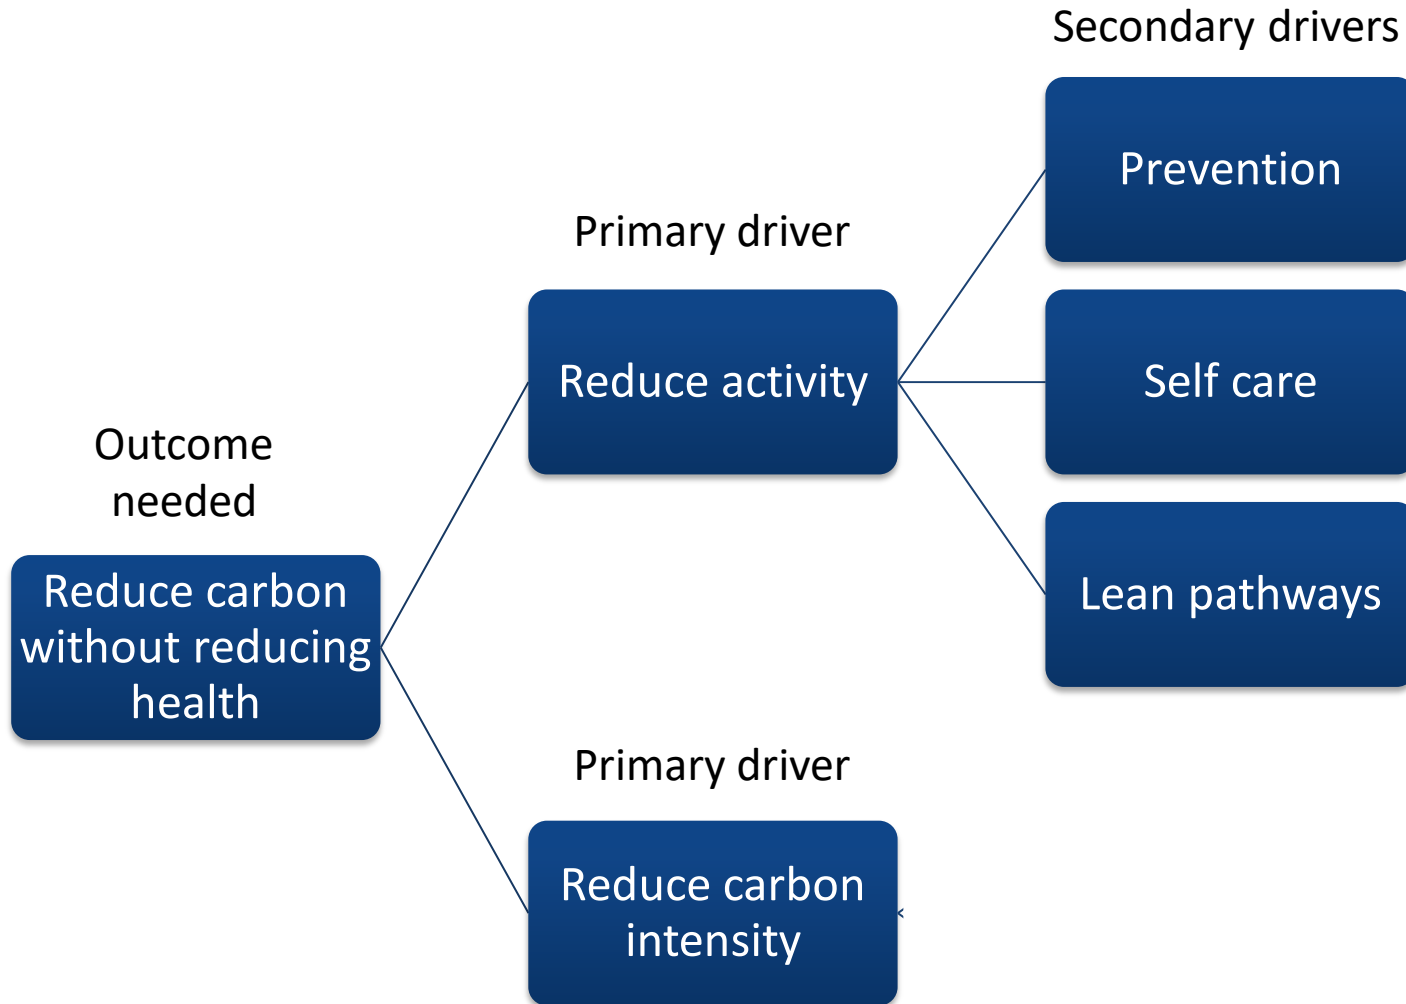 Secondary drivers
Prevention
Primary driver
Reduce activity
Self care
Outcome
needed
Reduce carbon
without reducing
health
Lean pathways
Primary driver
Reduce carbon
intensity